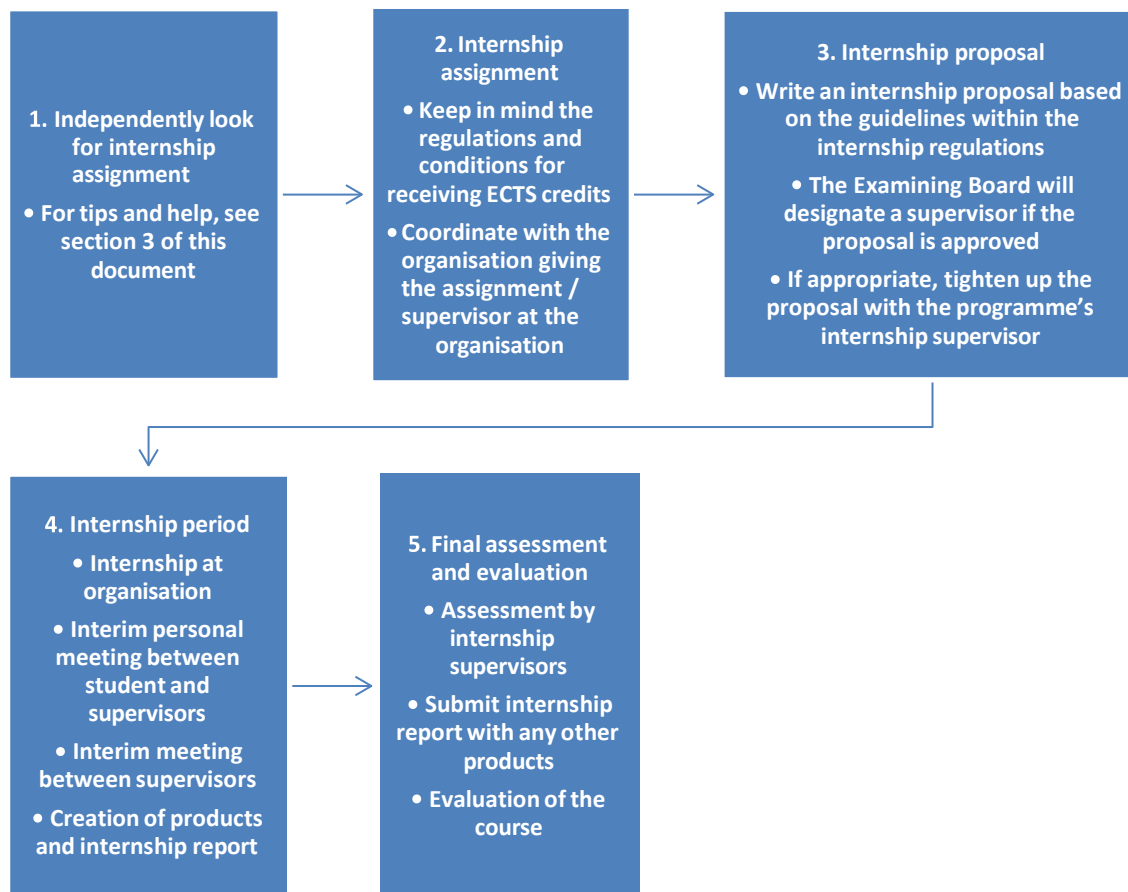 1. Independently look
for internship
assignment
• For tips and help, see
section 3 of this
document
2. Internship
assignment
• Keep in mind the
regulations and
conditions for
receiving ECTS credits
• Coordinate with the
organisation giving
the assignment /
supervisor at the
organisation
3. Internship proposal
• Write an internship proposal based
on the guidelines within the
internship regulations
• The Examining Board will
designate a supervisor if the
proposal is approved
• If appropriate, tighten up the
proposal with the programme's
internship supervisor
4. Internship period
• Internship at
organisation
• Interim personal
meeting between
student and
supervisors
• Interim meeting
between supervisors
• Creation of products
and internship report
5. Final assessment
and evaluation
• Assessment by
internship
supervisors
• Submit internship
report with any other
products
• Evaluation of the
course